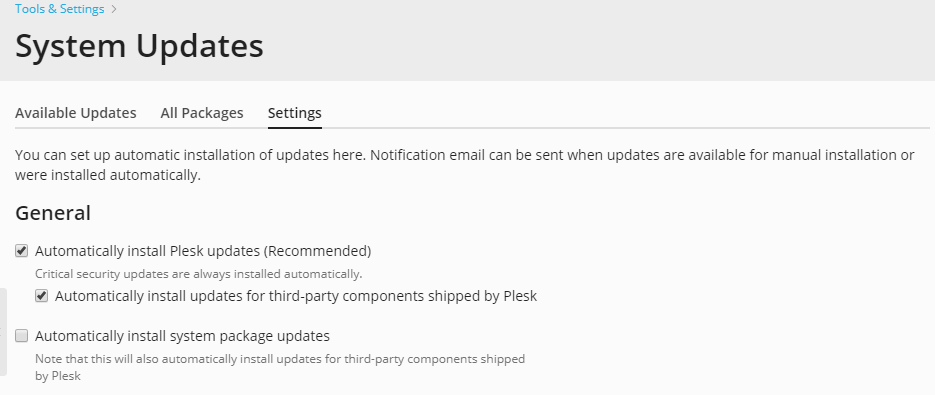 Tools & Settings >
System Updates
Available Updates All Packages Settings
You can set up automatic installation of updates here. Notification email can be sent when updates are available for manual installation or
were installed automatically.
General
Automatically install Plesk updates (Recommended)
Critical security updates are always installed automatically.
Automatically install updates for third-party components shipped by Plesk
Automatically install system package updates
Note that this will also automatically install updates for third-party components shipped
by Plesk